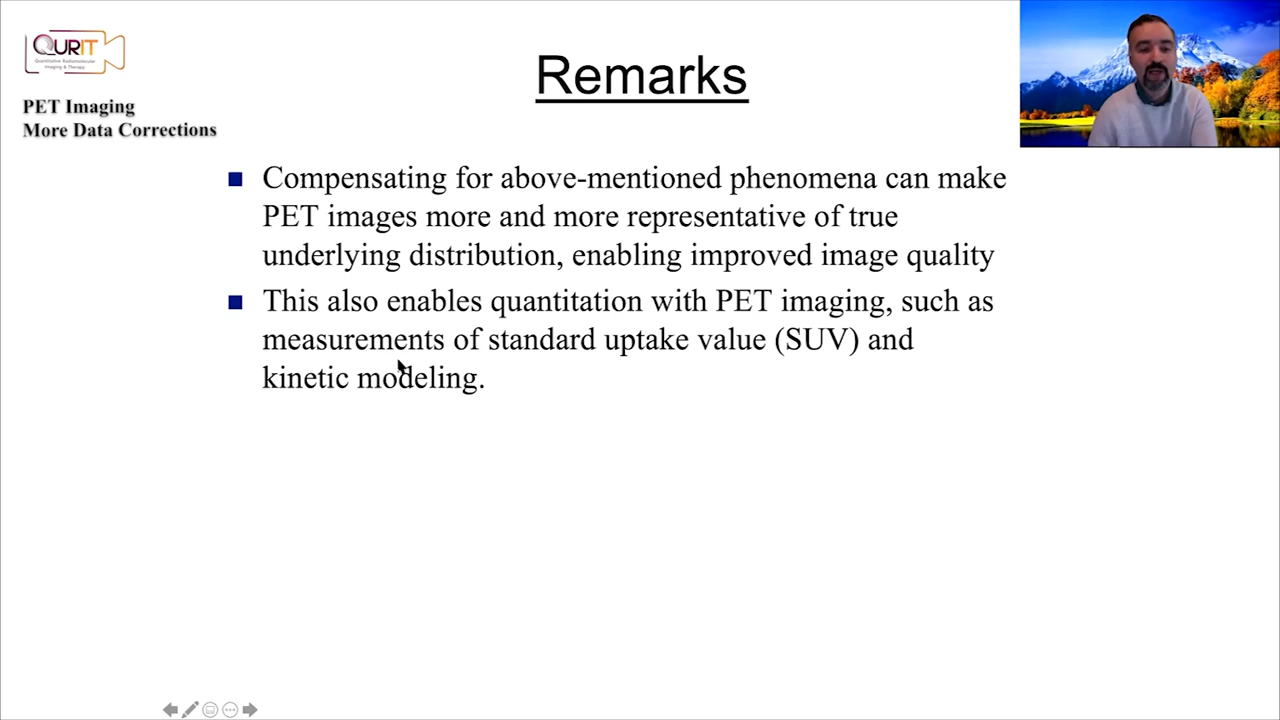 QURIT
Quantitative Radiomolecular
Imaging & Therapy
PET Imaging
More Data Corrections
Remarks
Compensating for above-mentioned phenomena can make
PET images more and more representative of true
underlying distribution, enabling improved image quality
This also enables quantitation with PET imaging, such as
measurements of standard uptake value (SUV) and
kinetic modeling.